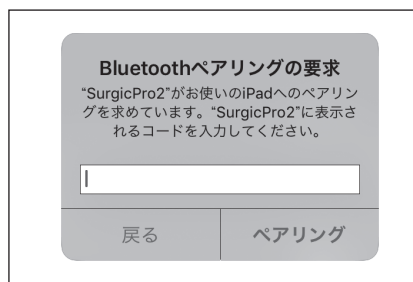 Bluetoothペアリングの要求
“SurgicPro2”がお使いのiPadへのペアリン
グを求めています。“SurgicPro2”に表示さ
れるコードを入力してください。
戻る
ペアリング